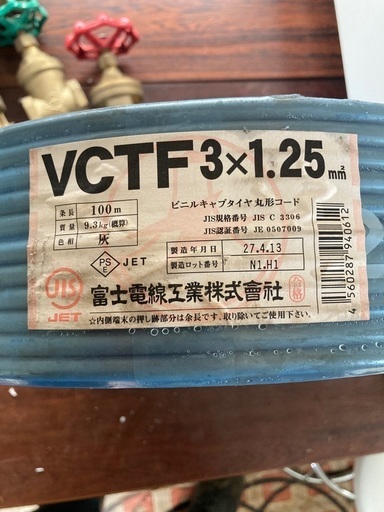 VCTF 3×1.25mm²
ビニルキャブタイヤ丸形コード
条長 100m
質量 9.3kg(概算)
色相 灰
JIS規格番号 JIS C 3306
JIS認証番号 JE 0507009
製造年月日 27.4.13
製造ロット番号 N1.H1
PS E JET
JIS
JET
富士電線工業株式會社
合格
☆内側端末の押し跡部分は余長です。取り除いてご使用下さい。
4560287940612